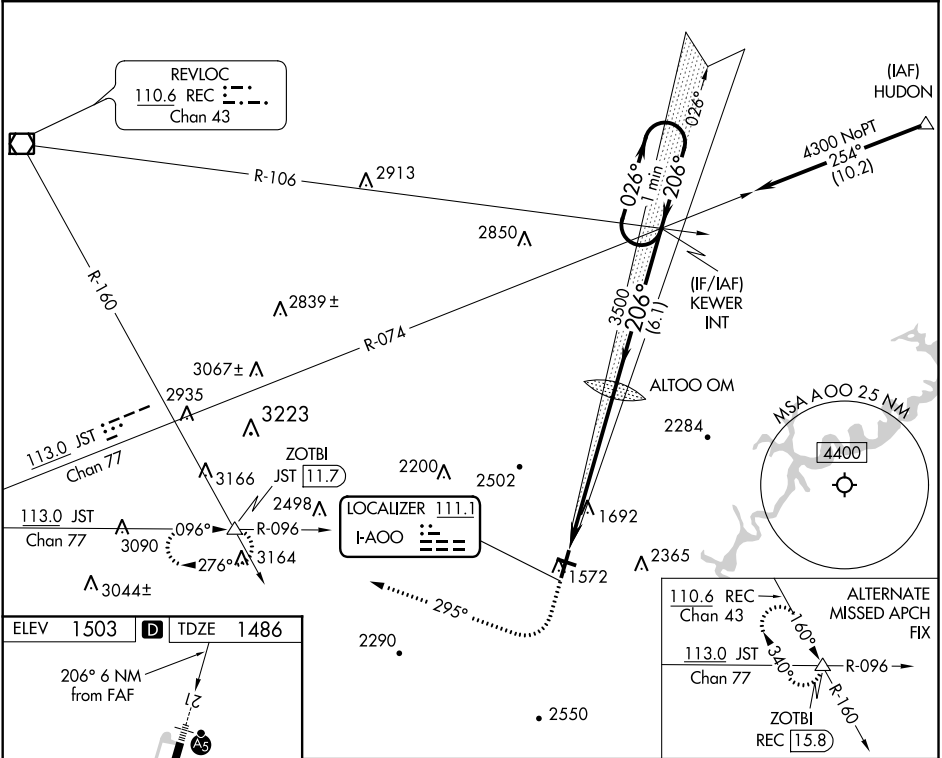 REVLOC
110.6 REC
Chan 43
(IAF)
HUDON
4300 NoPT
254°
(10.2)
026°
026°
1 min
206°
R-106
2913
2850
(IF/IAF)
KEWER
INT
R-160
2839 ±
R-074
3500
206°
(6.1)
3067±
2935
3223
ALTOO OM
2284
MSA AOO 25 NM
4400
113.0 JST
Chan 77
ZOTBI
JST 11.7
3166
2200
2502
2498
LOCALIZER 111.1
I-AOO
1692
113.0 JST
Chan 77
096°
R-096
3090
276°
3164
3044±
1572
2365
295°
2290
2550
ELEV 1503 D TDZE 1486
206° 6 NM
from FAF
21
A5
110.6 REC
Chan 43
ALTERNATE
MISSED APCH
FIX
160°
340°
113.0 JST
Chan 77
R-096
R-160
ZOTBI
REC 15.8